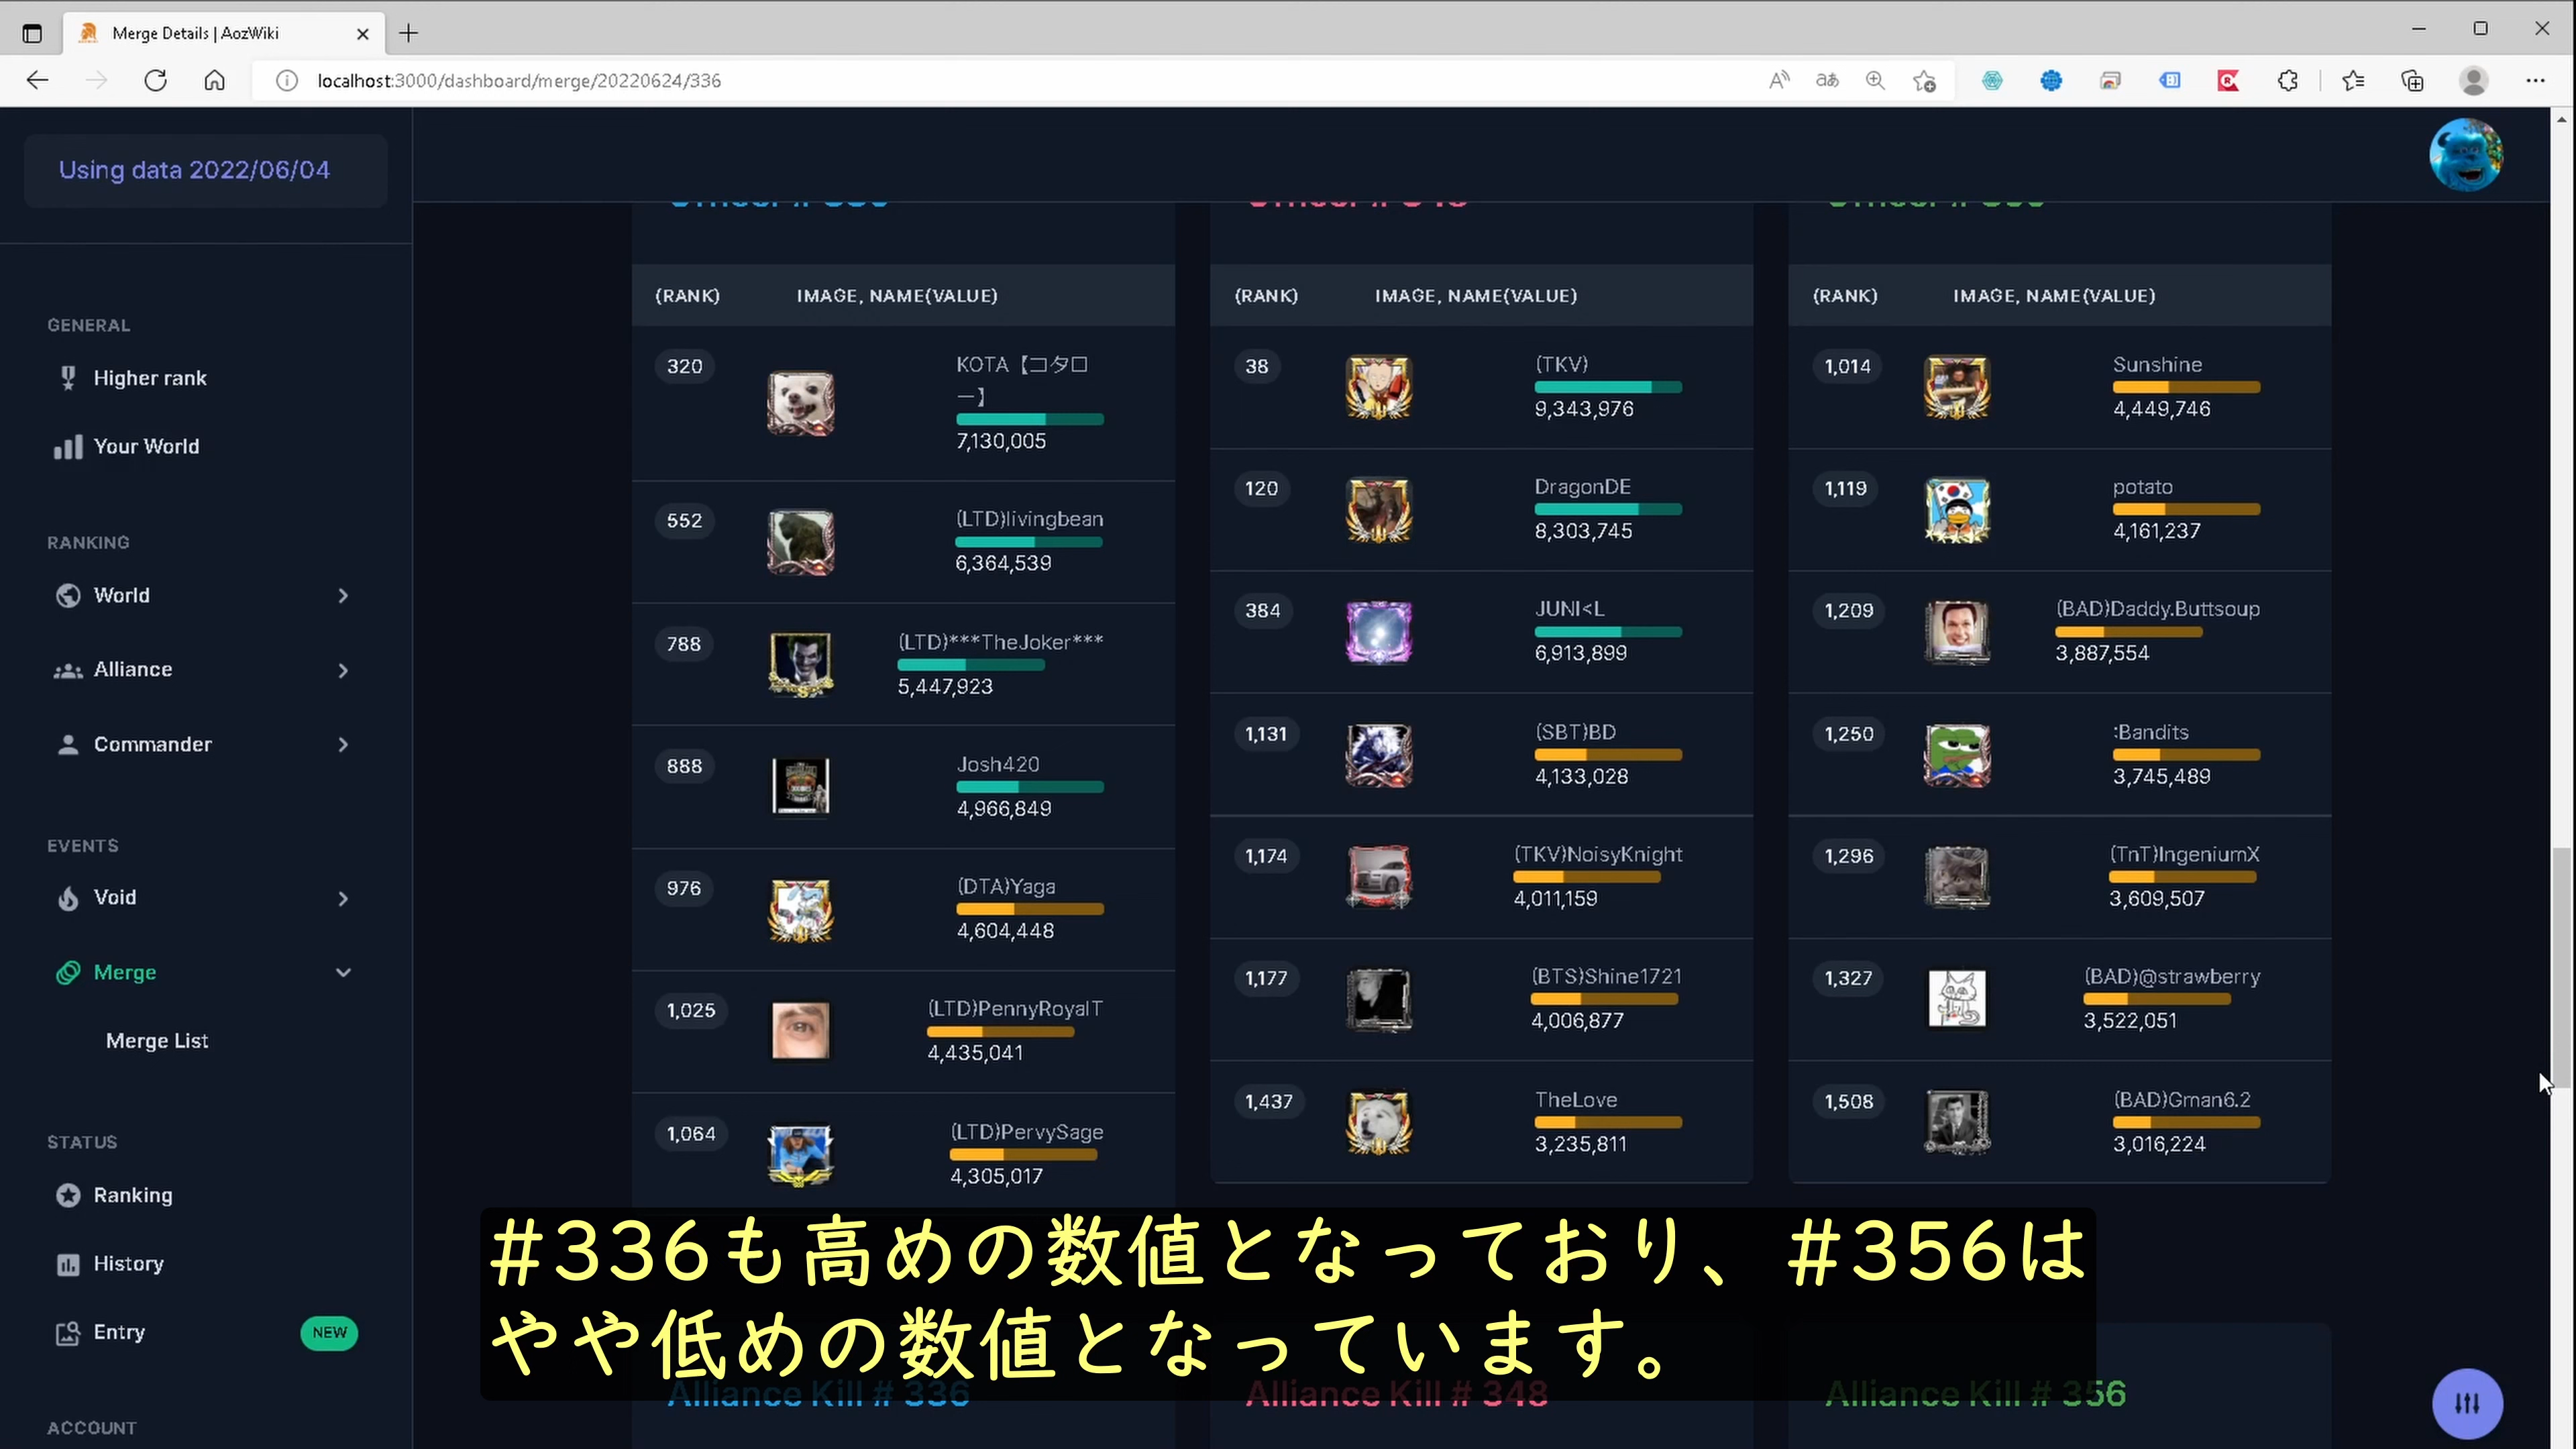 Merge Details | AozWiki
localhost:3000/dashboard/merge/20220624/336
Using data 2022/06/04
GENERAL
Higher rank
Your World
RANKING
World
Alliance
Commander
EVENTS
Void
Merge
Merge List
STATUS
Ranking
History
Entry
NEW
ACCOUNT
(RANK) IMAGE, NAME(VALUE)
320 KOTA【コタロ
ー】
7,130,005
552 (LTD)livingbean
6,364,539
788 (LTD)***TheJoker***
5,447,923
888 Josh420
4,966,849
976 (DTA)Yaga
4,604,448
1,025 (LTD)PennyRoyalT
4,435,041
1,064 (LTD)PervySage
4,305,017
(RANK) IMAGE, NAME(VALUE)
38 (TKV)
9,343,976
120 DragonDE
8,303,745
384 JUNI<L
6,913,899
1,131 (SBT)BD
4,133,028
1,174 (TKV)NoisyKnight
4,011,159
1,177 (BTS)Shine1721
4,006,877
1,437 TheLove
3,235,811
(RANK) IMAGE, NAME(VALUE)
1,014 Sunshine
4,449,746
1,119 potato
4,161,237
1,209 (BAD)Daddy.Buttsoup
3,887,554
1,250 :Bandits
3,745,489
1,296 (TnT)IngeniumX
3,609,507
1,327 (BAD)@strawberry
3,522,051
1,508 (BAD)Gman6.2
3,016,224
#336も高めの数値となっており、#356は
やや低めの数値となっています。
Alliance Kill # 336
Alliance Kill # 348
Alliance Kill # 356